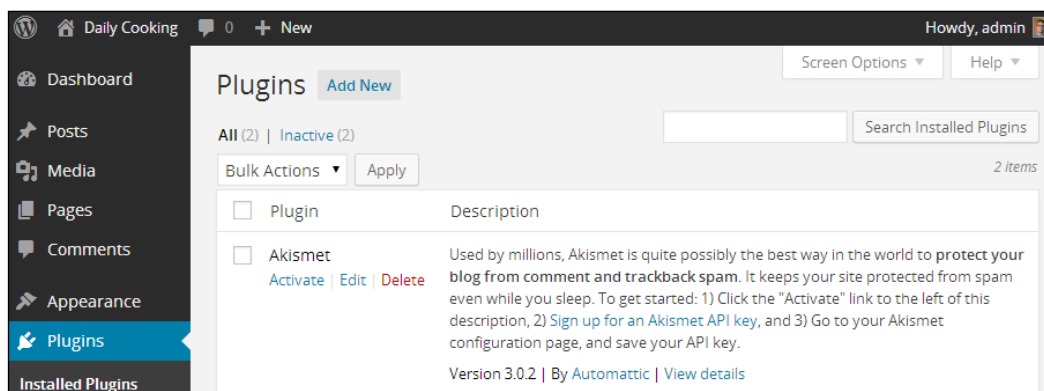 Daily Cooking 0 + New Howdy, admin
Dashboard
Posts
Media
Pages
Comments
Appearance
Plugins
Installed Plugins
Screen Options ▼ Help ▼
Plugins Add New
All (2) | Inactive (2)
Search Installed Plugins
Bulk Actions ▼ Apply
2 items
Plugin Description
Akismet
Activate | Edit | Delete
Used by millions, Akismet is quite possibly the best way in the world to protect your
blog from comment and trackback spam. It keeps your site protected from spam
even while you sleep. To get started: 1) Click the "Activate" link to the left of this
description, 2) Sign up for an Akismet API key, and 3) Go to your Akismet
configuration page, and save your API key.
Version 3.0.2 | By Automattic | View details